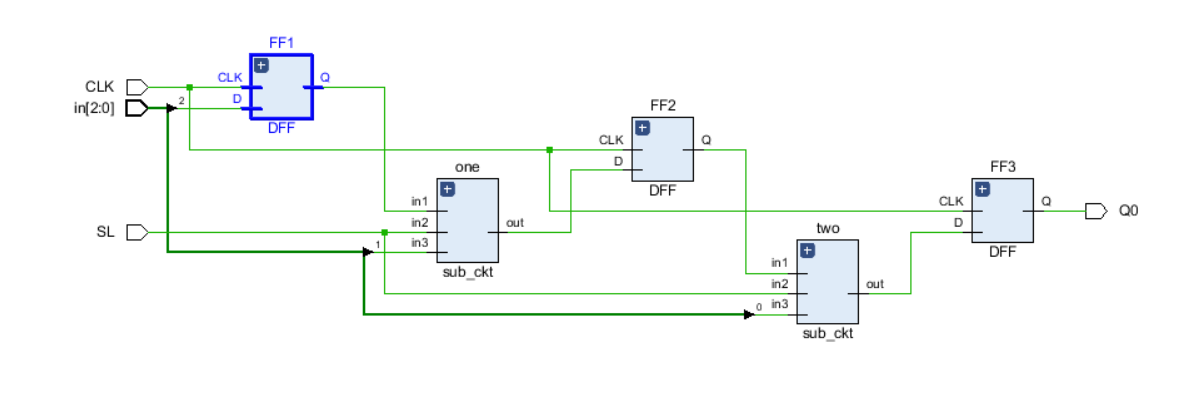 FF1
CLK
CLK
Q
in[2:0]
2
D
DFF
FF2
CLK
Q
D
DFF
one
in1
SL
in2
out
1
in3
sub_ckt
FF3
CLK
Q
Q0
D
DFF
two
in1
in2
out
0
in3
sub_ckt